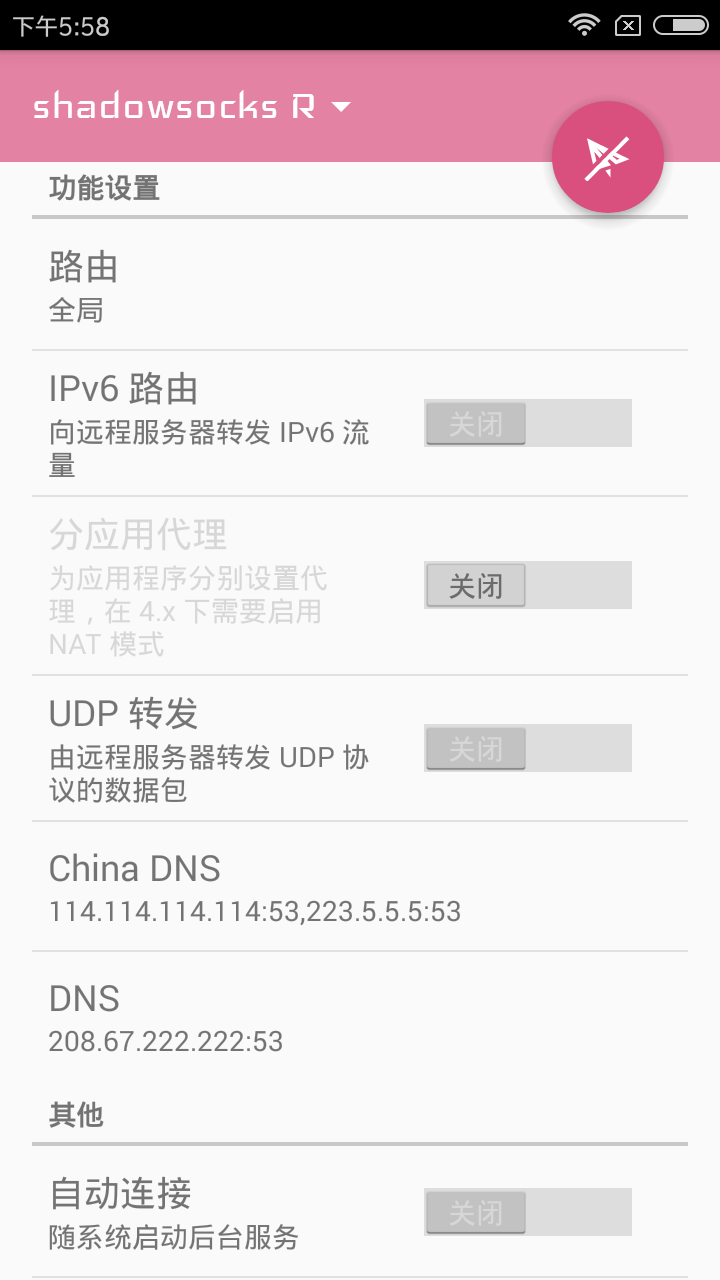 下午5:58
shadowsocks R
功能设置
路由
全局
IPv6 路由
向远程服务器转发 IPv6 流
量
关闭
分应用代理
为应用程序分别设置代
理，在 4.x 下需要启用
NAT 模式
关闭
UDP 转发
由远程服务器转发 UDP 协
议的数据包
关闭
China DNS
114.114.114.114:53,223.5.5.5:53
DNS
208.67.222.222:53
其他
自动连接
随系统启动后台服务
关闭